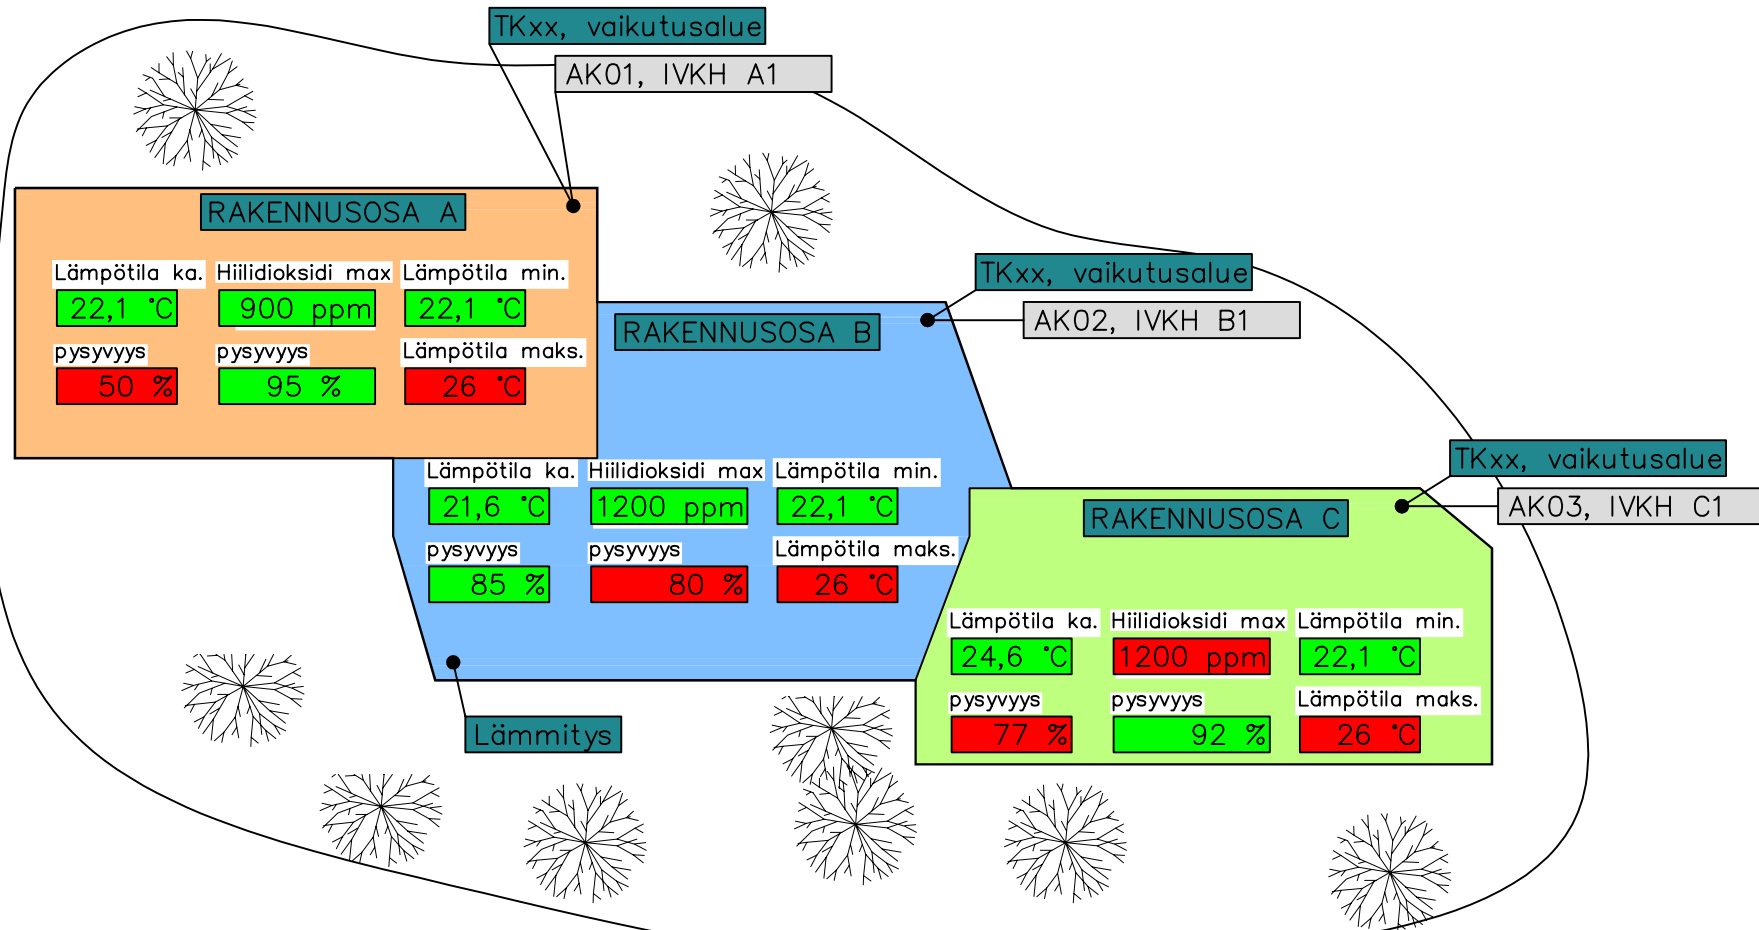 TKxx, vaikutusalue
AK01, IVKH A1
RAKENNUSOSA A
Lämpötila ka. Hiilidioksidi max Lämpötila min.
22,1 °C 900 ppm 22,1 °C
pysyvyys pysyvyys Lämpötila maks.
50 % 95 % 26 °C
TKxx, vaikutusalue
AK02, IVKH B1
RAKENNUSOSA B
Lämpötila ka. Hiilidioksidi max Lämpötila min.
21,6 °C 1200 ppm 22,1 °C
pysyvyys pysyvyys Lämpötila maks.
85 % 80 % 26 °C
Lämmitys
TKxx, vaikutusalue
AK03, IVKH C1
RAKENNUSOSA C
Lämpötila ka. Hiilidioksidi max Lämpötila min.
24,6 °C 1200 ppm 22,1 °C
pysyvyys pysyvyys Lämpötila maks.
77 % 92 % 26 °C